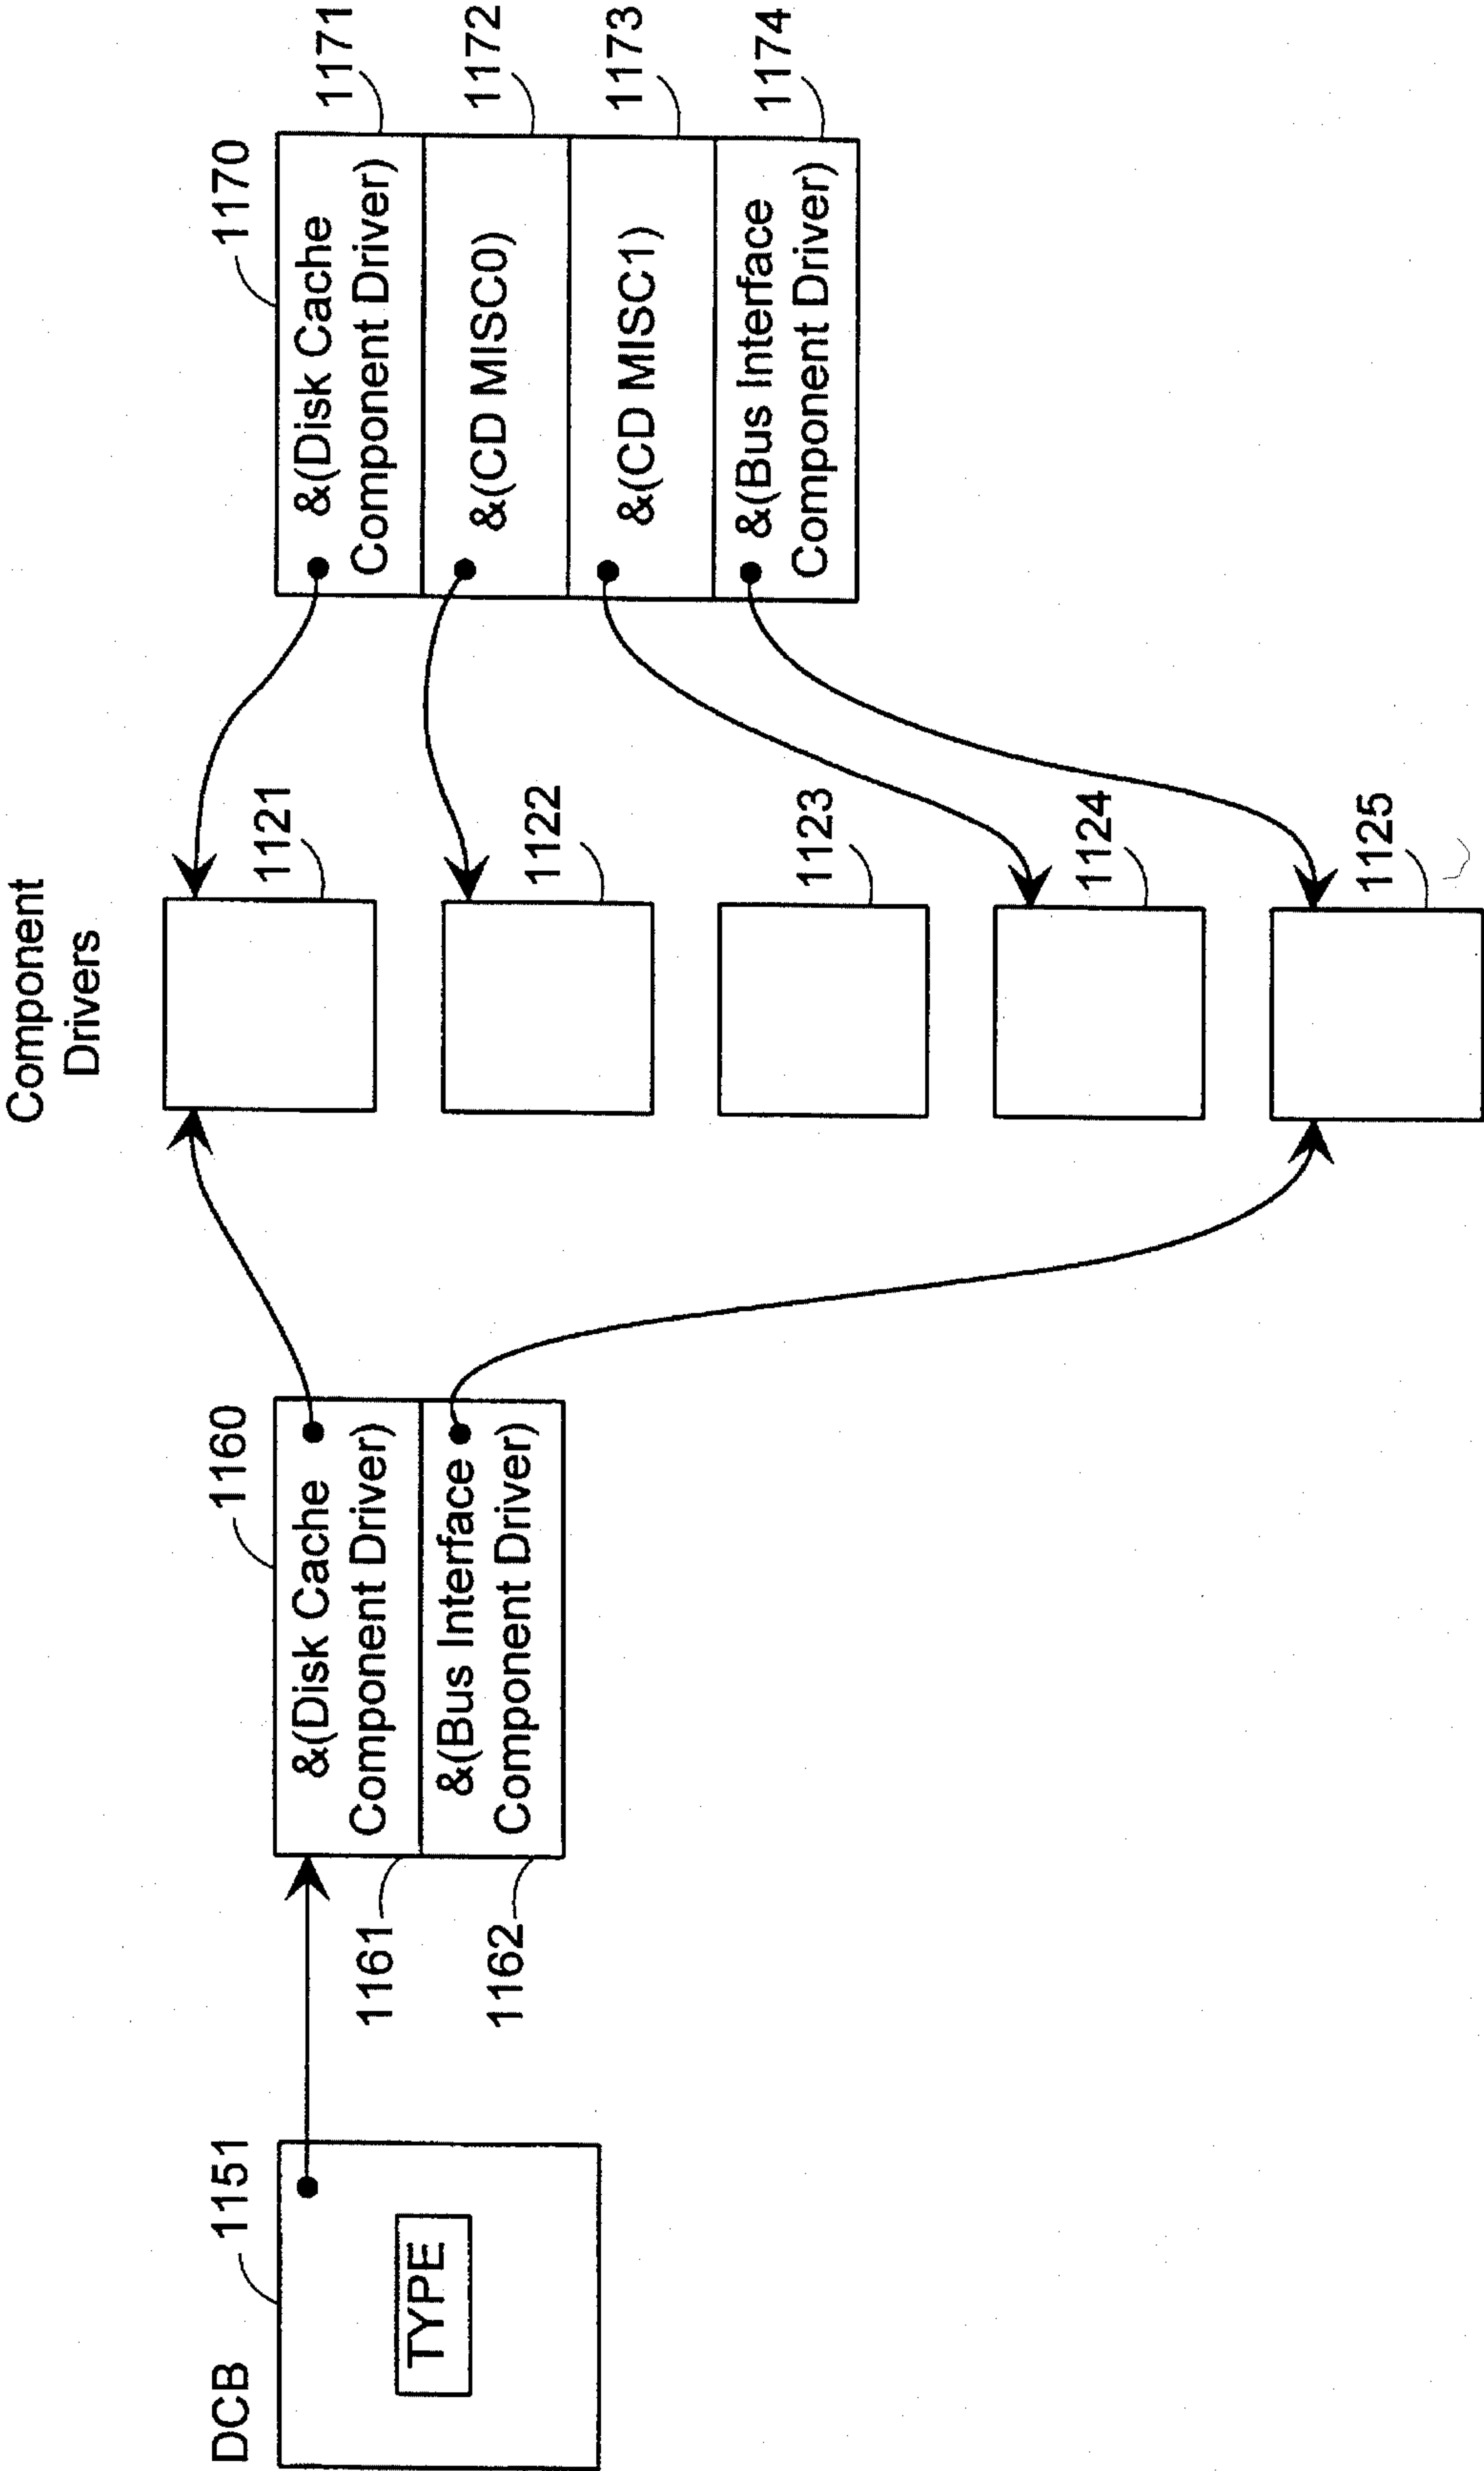 Component
Drivers
DCB
1151
TYPE
1160
&(Disk Cache
Component Driver)
&(Bus Interface
Component Driver)
1161
1162
1121
1122
1123
1124
1125
1170
&(Disk Cache
Component Driver)
&(CD MISC0)
&(CD MISC1)
&(Bus Interface
Component Driver)
1171
1172
1173
1174